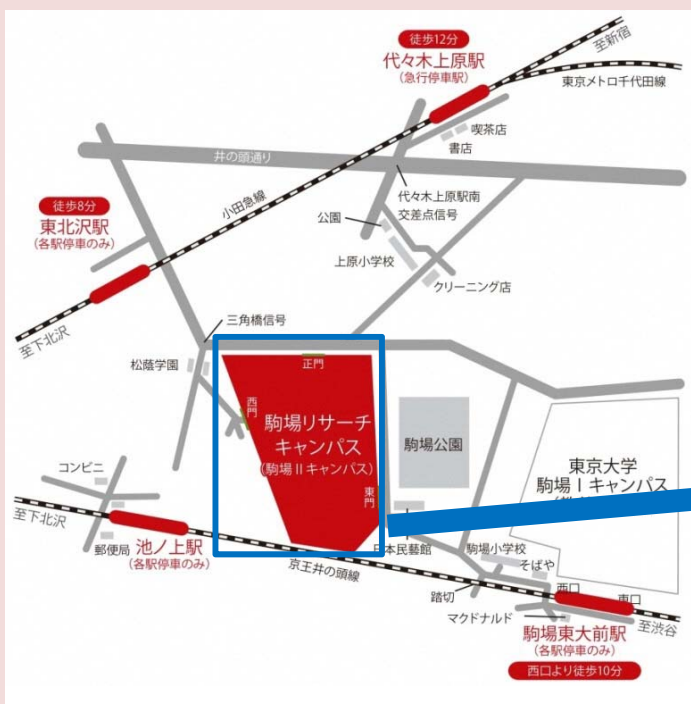 徒歩12分
代々木上原駅
(急行停車駅)
至新宿
東京メトロ千代田線
喫茶店
書店
井の頭通り
代々木上原駅南
交差点信号
小田急線
徒歩8分
東北沢駅
(各駅停車のみ)
公園
上原小学校
クリーニング店
至下北沢
三角橋信号
松蔭学園
正門
西門
駒場リサーチ
キャンパス
(駒場Ⅱキャンパス)
東門
駒場公園
東京大学
駒場Ⅰキャンパス
コンビニ
至下北沢
郵便局
池ノ上駅
(各駅停車のみ)
京王井の頭線
日本民藝館
駒場小学校
そばや
踏切
西口
東口
マクドナルド
至渋谷
駒場東大前駅
(各駅停車のみ)
西口より徒歩10分